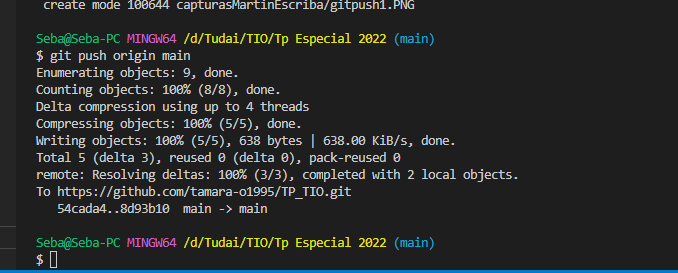 create mode 100644 capturasMartinEscriba/gitpush1.PNG
Seba@Seba-PC MINGW64 /d/Tudai/TIO/Tp Especial 2022 (main)
$ git push origin main
Enumerating objects: 9, done.
Counting objects: 100% (8/8), done.
Delta compression using up to 4 threads
Compressing objects: 100% (5/5), done.
Writing objects: 100% (5/5), 638 bytes | 638.00 KiB/s, done.
Total 5 (delta 3), reused 0 (delta 0), pack-reused 0
remote: Resolving deltas: 100% (3/3), completed with 2 local objects.
To https://github.com/tamara-o1995/TP_TIO.git
54cada4..8d93b10  main -> main
Seba@Seba-PC MINGW64 /d/Tudai/TIO/Tp Especial 2022 (main)
$